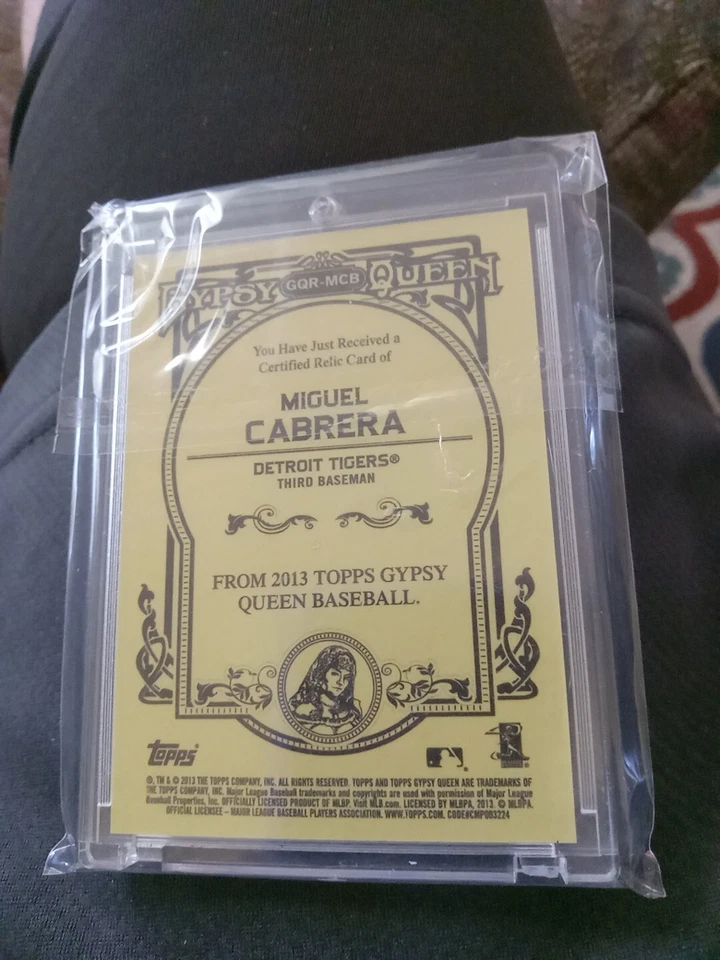 GYPSY GQR-MCB QUEEN
You Have Just Received a
Certified Relic Card of
MIGUEL
CABRERA
DETROIT TIGERS®
THIRD BASEMAN
FROM 2013 TOPPS GYPSY
QUEEN BASEBALL.
topps
®, TM & © 2013 THE TOPPS COMPANY, INC. ALL RIGHTS RESERVED. TOPPS AND TOPPS GYPSY QUEEN ARE TRADEMARKS OF
THE TOPPS COMPANY, INC. Major League Baseball trademarks and copyrights are used with permission of Major League
Baseball Properties, Inc. OFFICIALLY LICENSED PRODUCT OF MLBP. Visit MLB.com. LICENSED BY MLBPA, 2013. © MLBPA.
OFFICIAL LICENSEE – MAJOR LEAGUE BASEBALL PLAYERS ASSOCIATION. WWW.TOPPS.COM. CODE#CMP003224